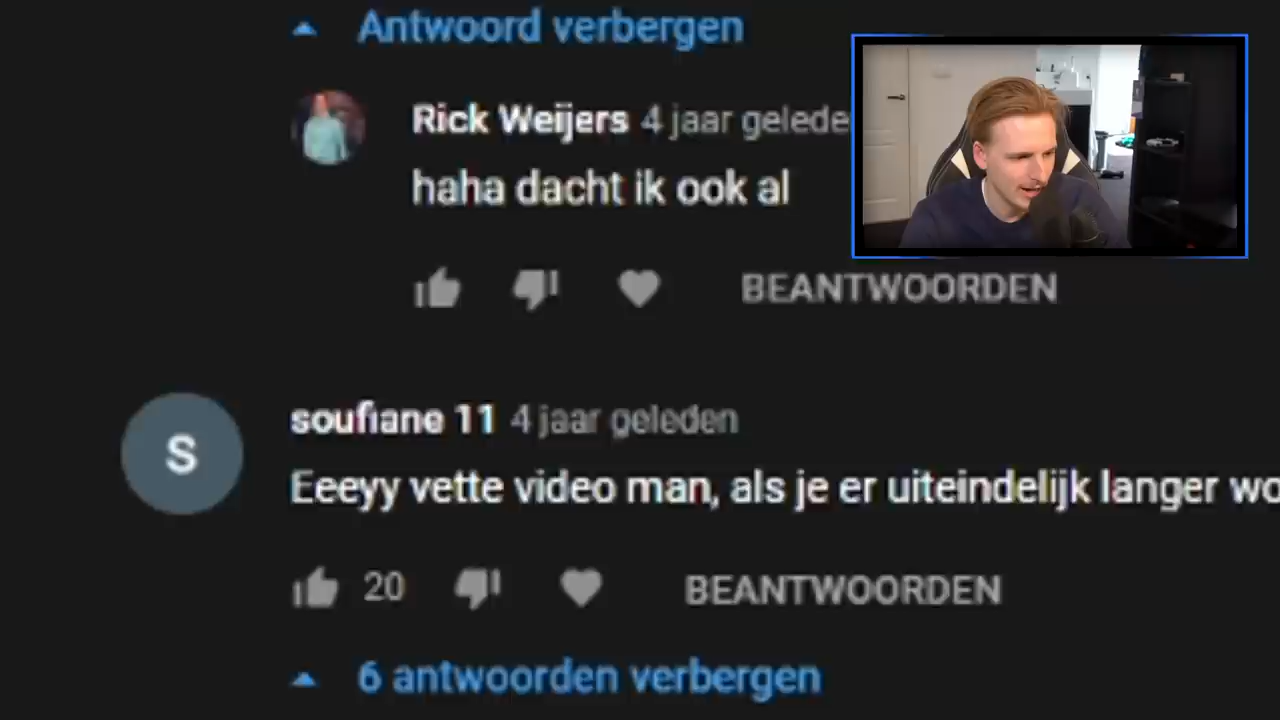 Antwoord verbergen
Rick Weijers 4 jaar gelede
haha dacht ik ook al
BEANTWOORDEN
S
soufiane 11 4 jaar geleden
Eeeyy vette video man, als je er uiteindelijk langer wo
20
BEANTWOORDEN
6 antwoorden verbergen